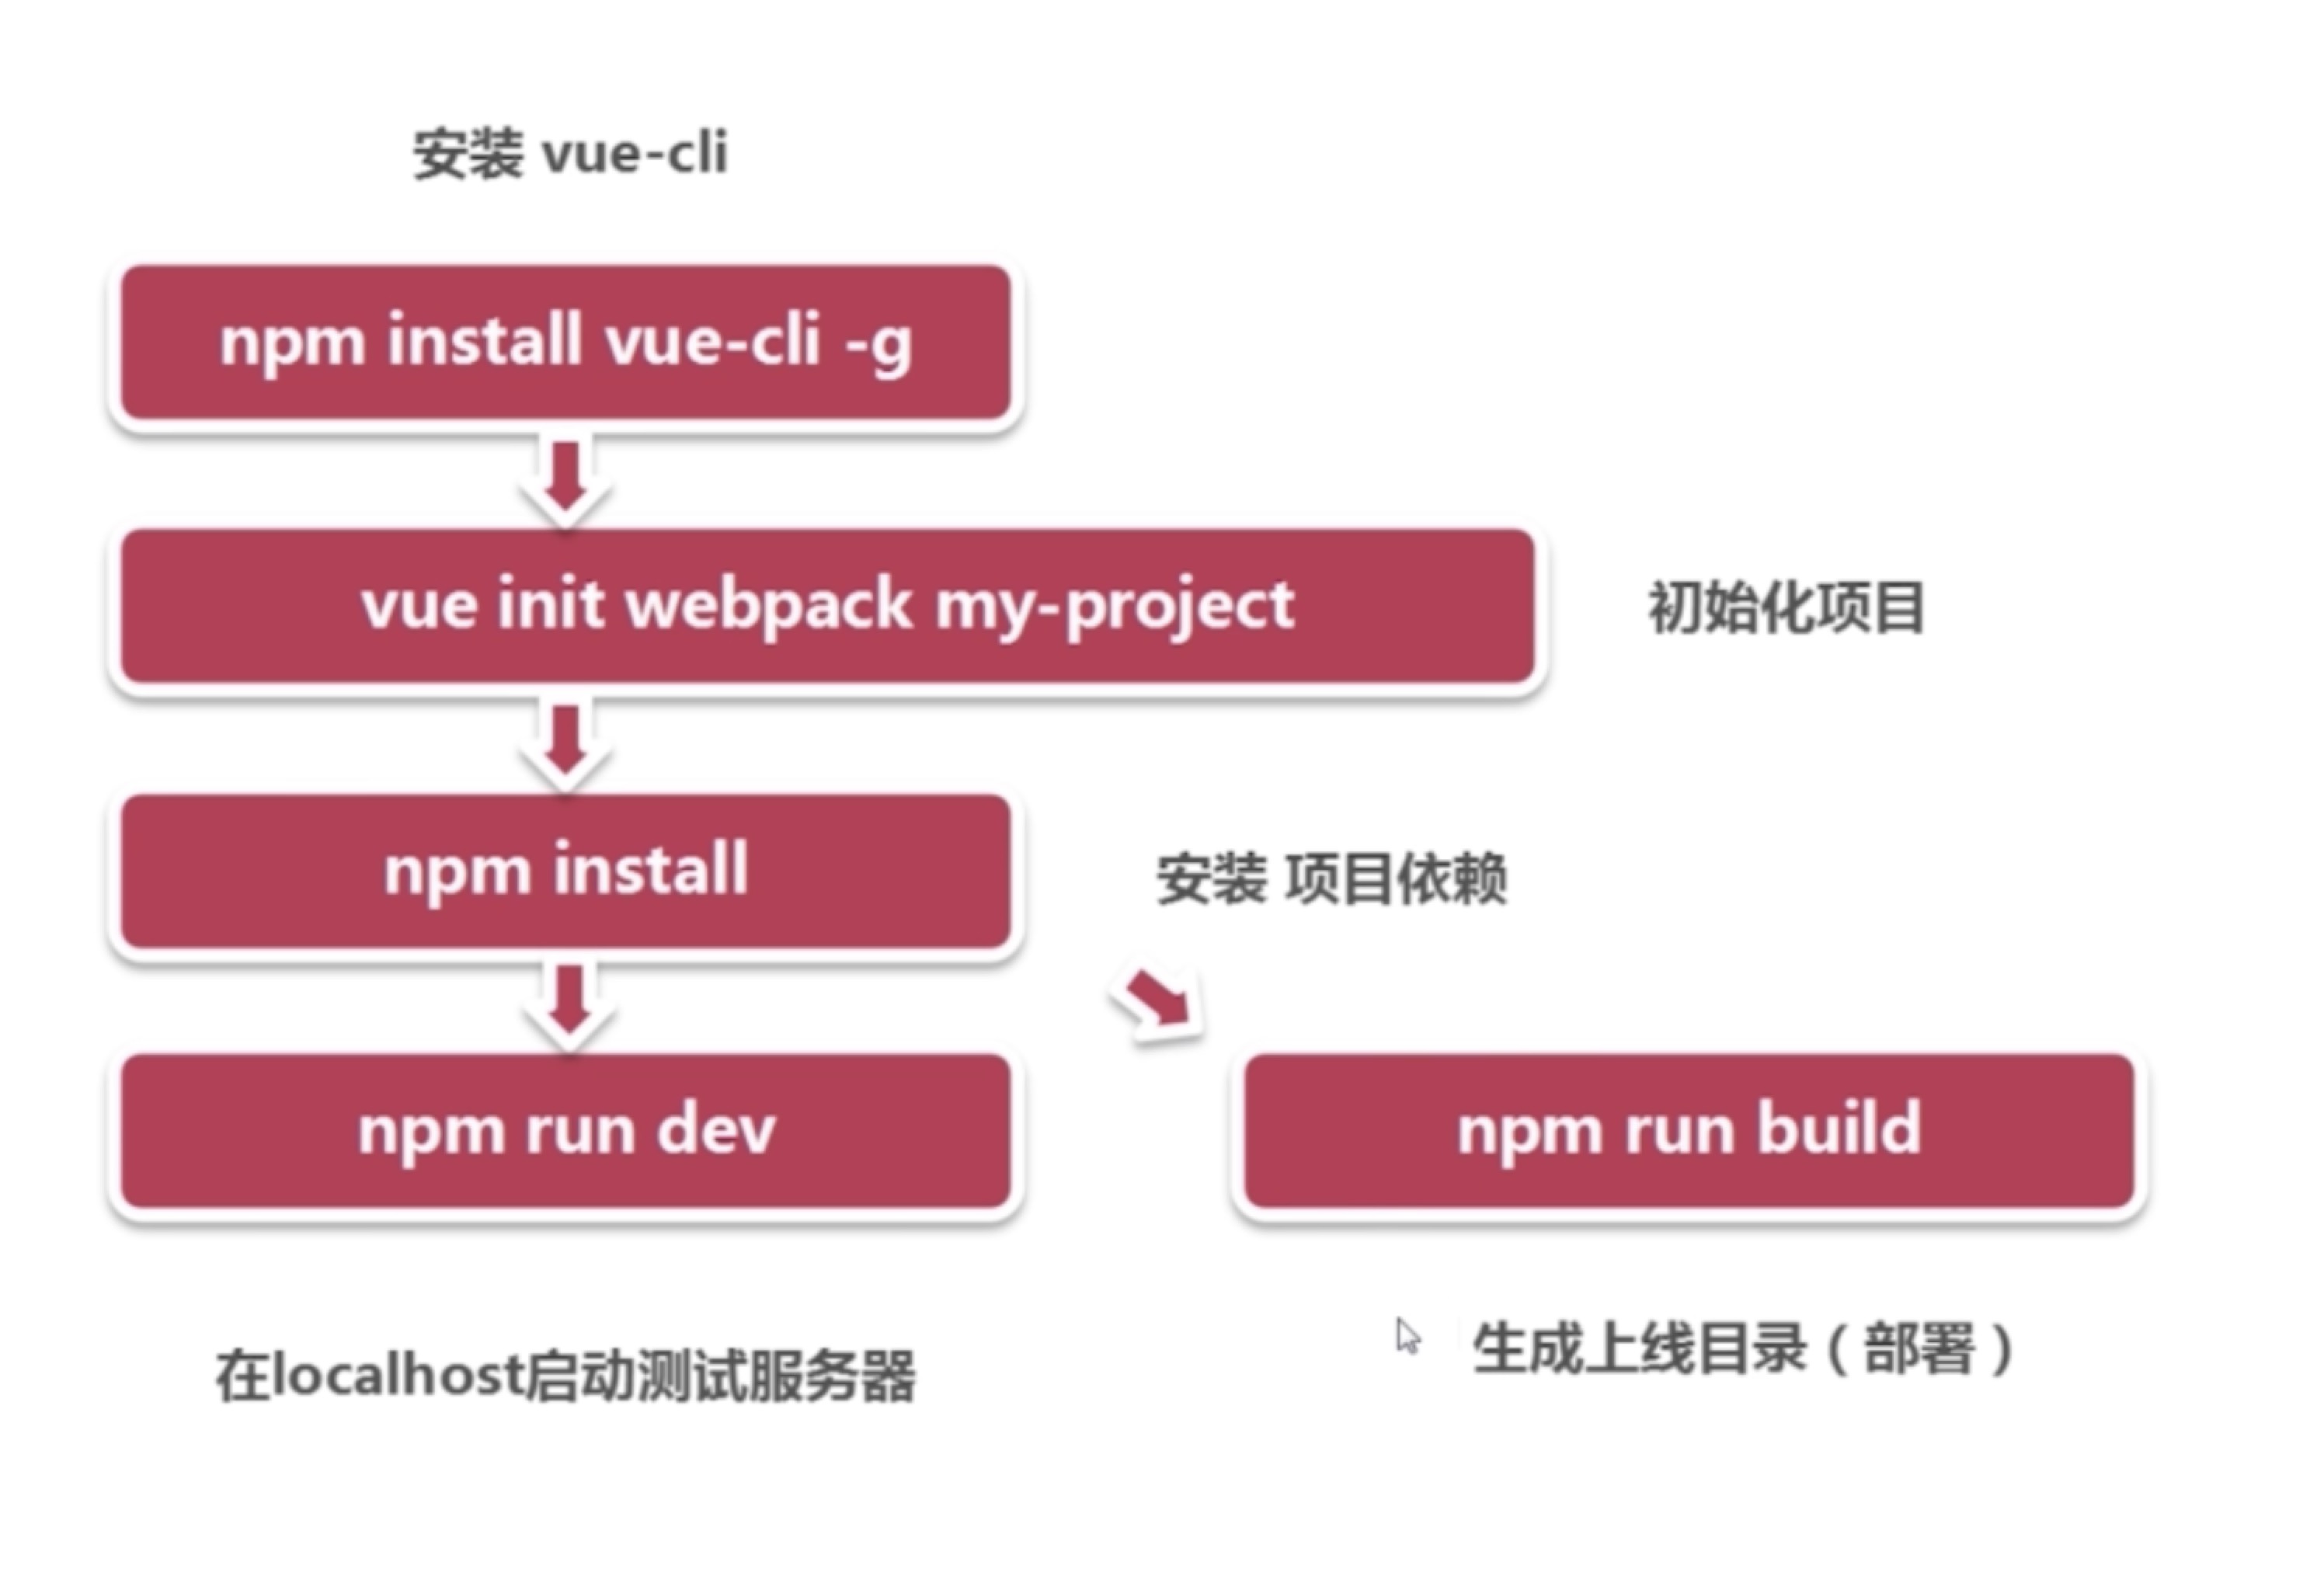 安装 vue-cli
npm install vue-cli -g
vue init webpack my-project
初始化项目
npm install
安装 项目依赖
npm run dev
npm run build
在localhost启动测试服务器
生成上线目录（部署）